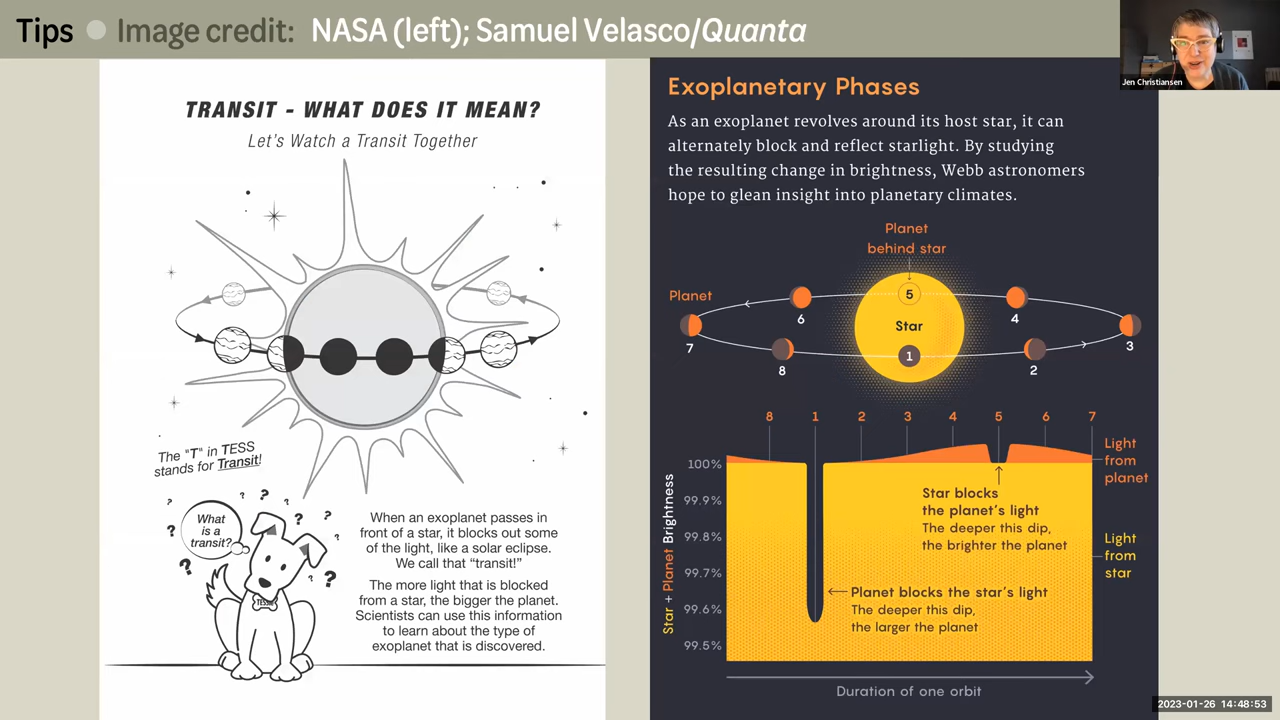 Tips Image credit: NASA (left); Samuel Velasco/Quanta
Jen Christiansen
TRANSIT - WHAT DOES IT MEAN?
Let's Watch a Transit Together
The "T" in TESS
stands for Transit!
What
is a
transit?
? ? ? ? ? ? ? ? ? ?
TESS
When an exoplanet passes in
front of a star, it blocks out some
of the light, like a solar eclipse.
We call that “transit!”
The more light that is blocked
from a star, the bigger the planet.
Scientists can use this information
to learn about the type of
exoplanet that is discovered.
Exoplanetary Phases
As an exoplanet revolves around its host star, it can
alternately block and reflect starlight. By studying
the resulting change in brightness, Webb astronomers
hope to glean insight into planetary climates.
Planet
behind star
Planet
5
Star
1
6
4
7
3
8
2
8 1 2 3 4 5 6 7
100%
99.9%
99.8%
99.7%
99.6%
99.5%
Star + Planet Brightness
Light
from
planet
Star blocks
the planet's light
The deeper this dip,
the brighter the planet
Light
from
star
Planet blocks the star's light
The deeper this dip,
the larger the planet
Duration of one orbit
2023-01-26 14:48:53